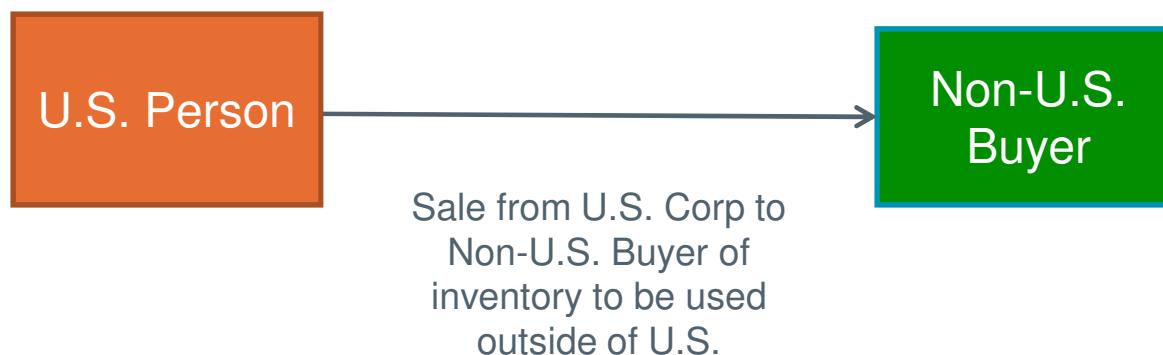 U.S. Person
Non-U.S.
Buyer
Sale from U.S. Corp to
Non-U.S. Buyer of
inventory to be used
outside of U.S.